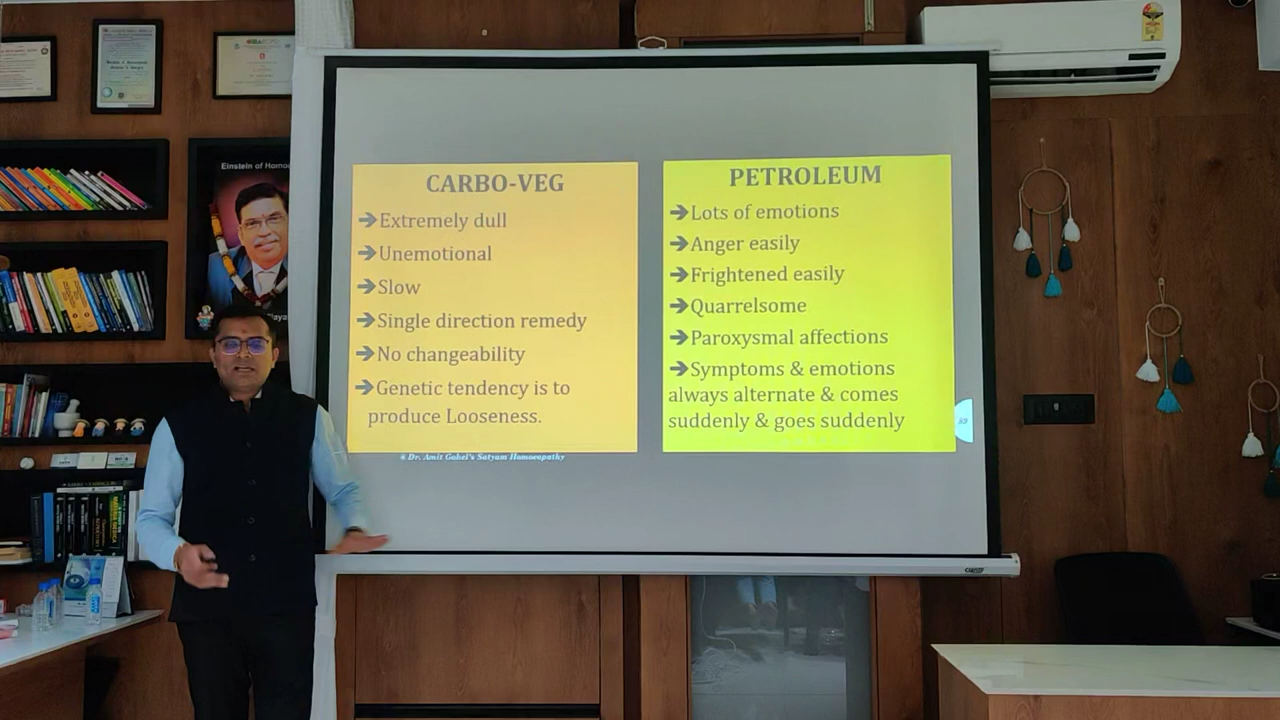 Einstein of Homo
CARBO-VEG
➔Extremely dull
➔Unemotional
➔Slow
➔Single direction remedy
➔No changeability
➔Genetic tendency is to
produce Looseness.
PETROLEUM
➔Lots of emotions
➔Anger easily
➔Frightened easily
➔Quarrelsome
➔Paroxysmal affections
➔Symptoms & emotions
always alternate & comes
suddenly & goes suddenly
© Dr. Amit Gohel's Satyam Homoeopathy